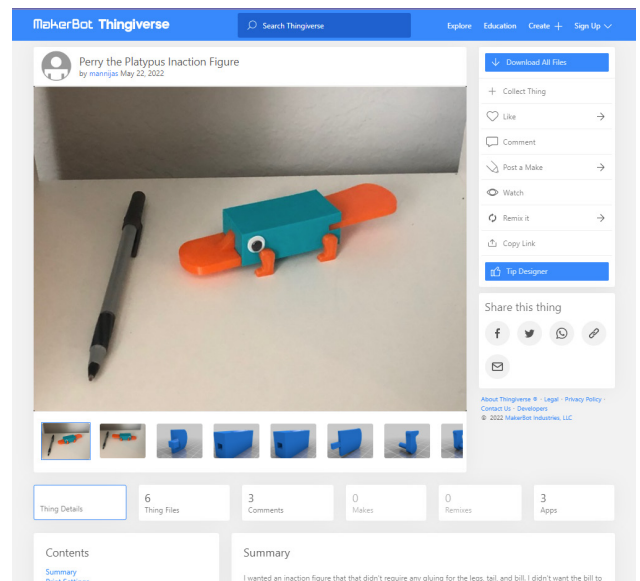 MakerBot Thingiverse
Search Thingiverse
Explore Education Create + Sign Up
Perry the Platypus Inaction Figure
by mannijas May 22, 2022
Download All Files
Collect Thing
Like
Comment
Post a Make
Watch
Remix it
Copy Link
Tip Designer
Share this thing
About Thingiverse ® · Legal · Privacy Policy ·
Contact Us · Developers
© 2022 MakerBot Industries, LLC
Thing Details
6
Thing Files
3
Comments
0
Makes
0
Remixes
3
Apps
Contents
Summary
Print Settings
Summary
I wanted an inaction figure that that didn't require any gluing for the legs, tail, and bill. I didn't want the bill to